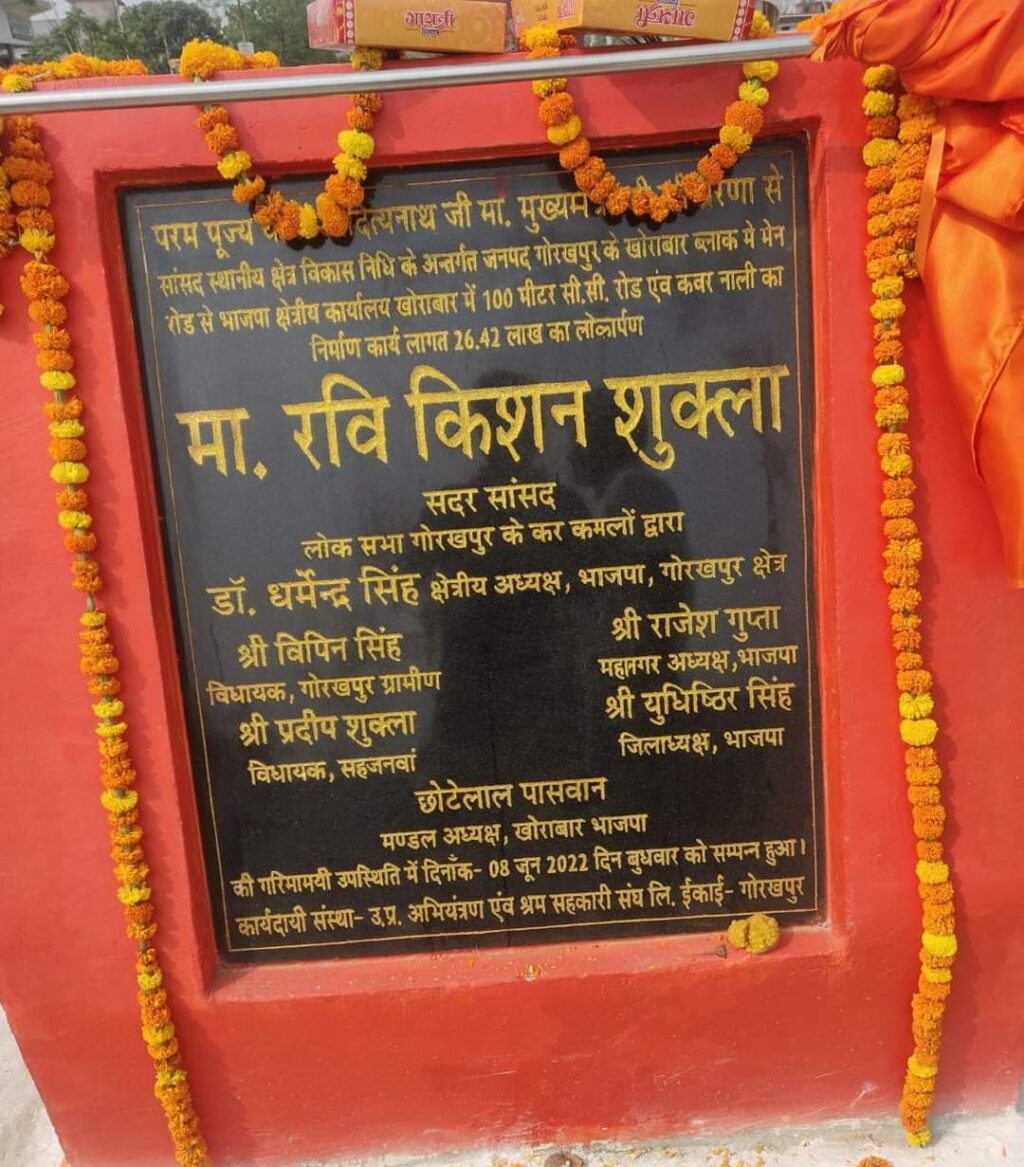 गायत्री
गायत्री
परम पूज्य दित्यनाथ जी मा. मुख्यम से
सांसद स्थानीय क्षेत्र विकास निधि के अन्तर्गत जनपद गोरखपुर के खोराबार ब्लाक मे मेन
रोड से भाजपा क्षेत्रीय कार्यालय खोराबार में 100 मीटर सी.सी. रोड एंव कवर नाली का
निर्माण कार्य लागत 26.42 लाख का लोकार्पण
मा. रवि किशन शुक्ला
सदर सांसद
लोक सभा गोरखपुर के कर कमलों द्वारा
डॉ. धर्मेन्द्र सिंह क्षेत्रीय अध्यक्ष, भाजपा, गोरखपुर क्षेत्र
श्री विपिन सिंह
विधायक, गोरखपुर ग्रामीण
श्री प्रदीप शुक्ला
विधायक, सहजनवां
श्री राजेश गुप्ता
महानगर अध्यक्ष,भाजपा
श्री युधिष्ठिर सिंह
जिलाध्यक्ष, भाजपा
छोटेलाल पासवान
मण्डल अध्यक्ष, खोराबार भाजपा
की गरिमामयी उपस्थिति में दिनाँक- 08 जून 2022 दिन बुधवार को सम्पन्न हुआ।
कार्यदायी संस्था- उ.प्र. अभियंत्रण एंव श्रम सहकारी संघ लि. ईकाई- गोरखपुर